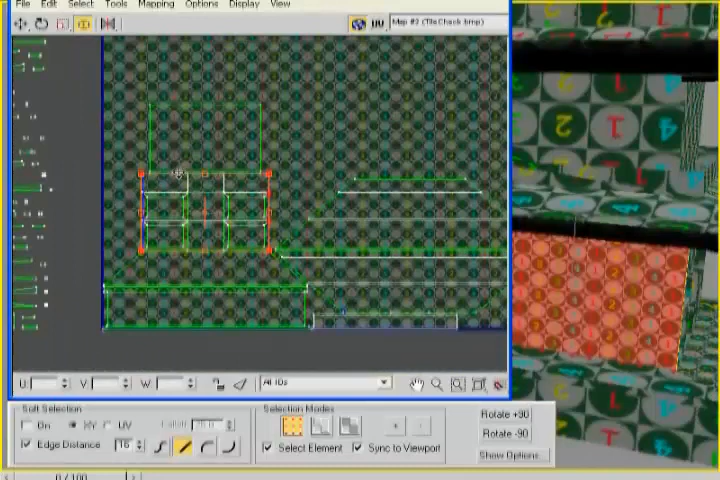 File Edit Select Tools Mapping Options Display View
UV Map #2 (TileCheck.bmp)
U: V: W: All IDs
Soft Selection
On XY UV Falloff:
Edge Distance 16
Selection Modes
+ -
Select Element Sync to Viewport
Rotate +90
Rotate -90
Show Options...
0 / 100